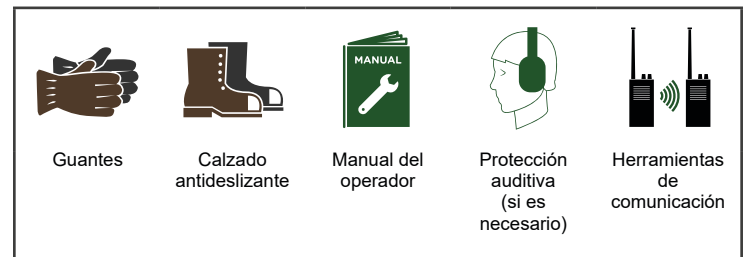 MANUAL
Guantes
Calzado
antideslizante
Manual del
operador
Protección
auditiva
(si es
necesario)
Herramientas
de
comunicación